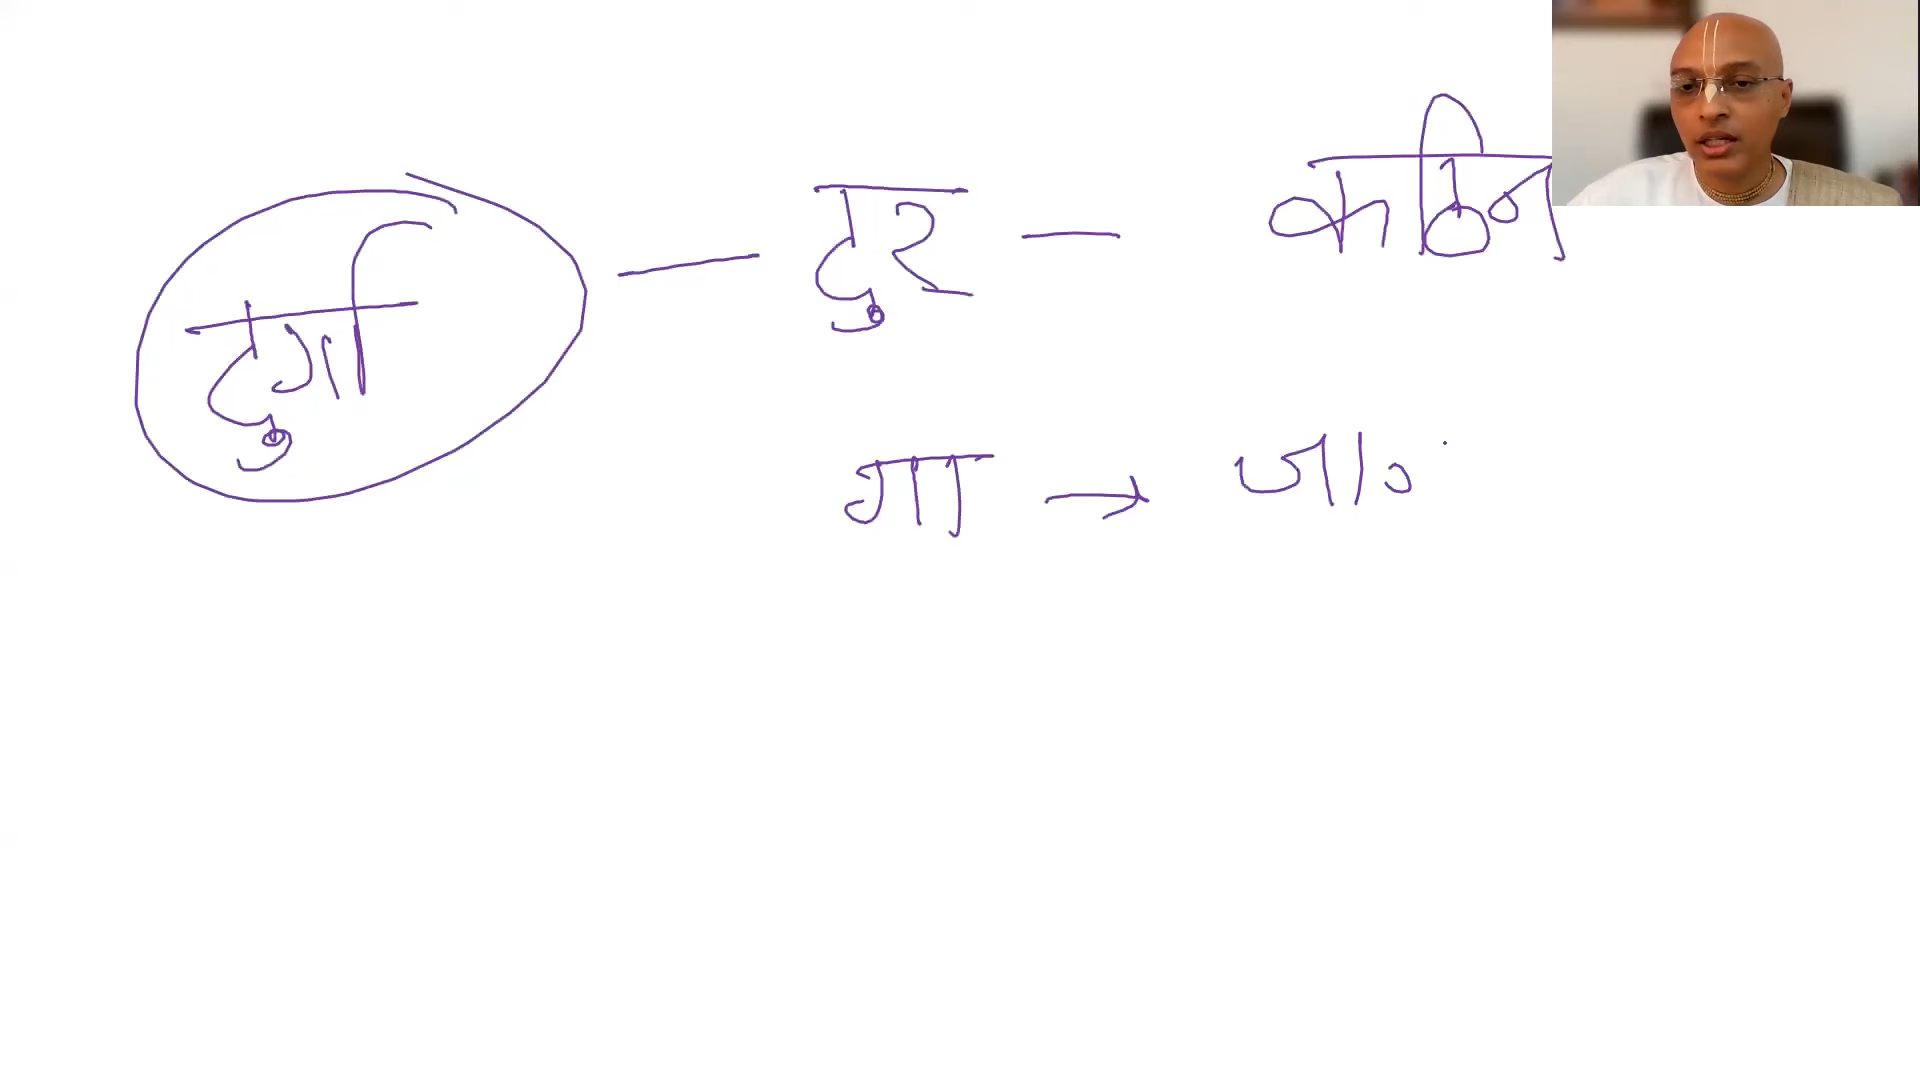 दुर्गा — दुर — कठिन
गा → जा